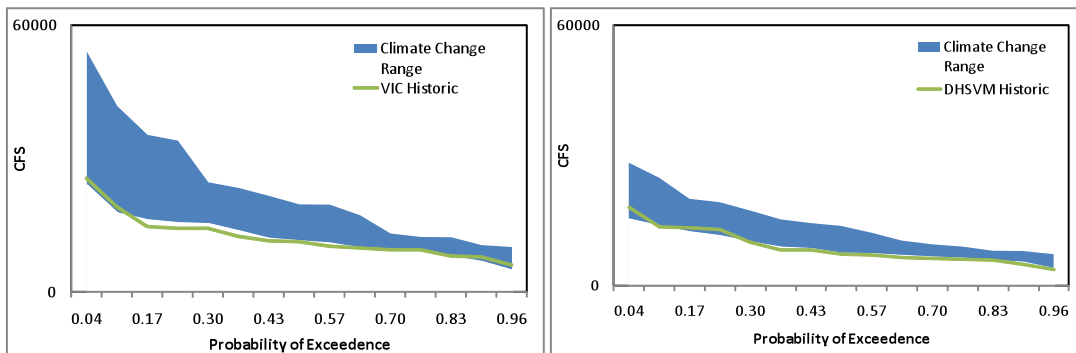 60000
Climate Change
Range
VIC Historic
CFS
0
0.04 0.17 0.30 0.43 0.57 0.70 0.83 0.96
Probability of Exceedence
60000
Climate Change
Range
DHSVM Historic
CFS
0
0.04 0.17 0.30 0.43 0.57 0.70 0.83 0.96
Probability of Exceedence